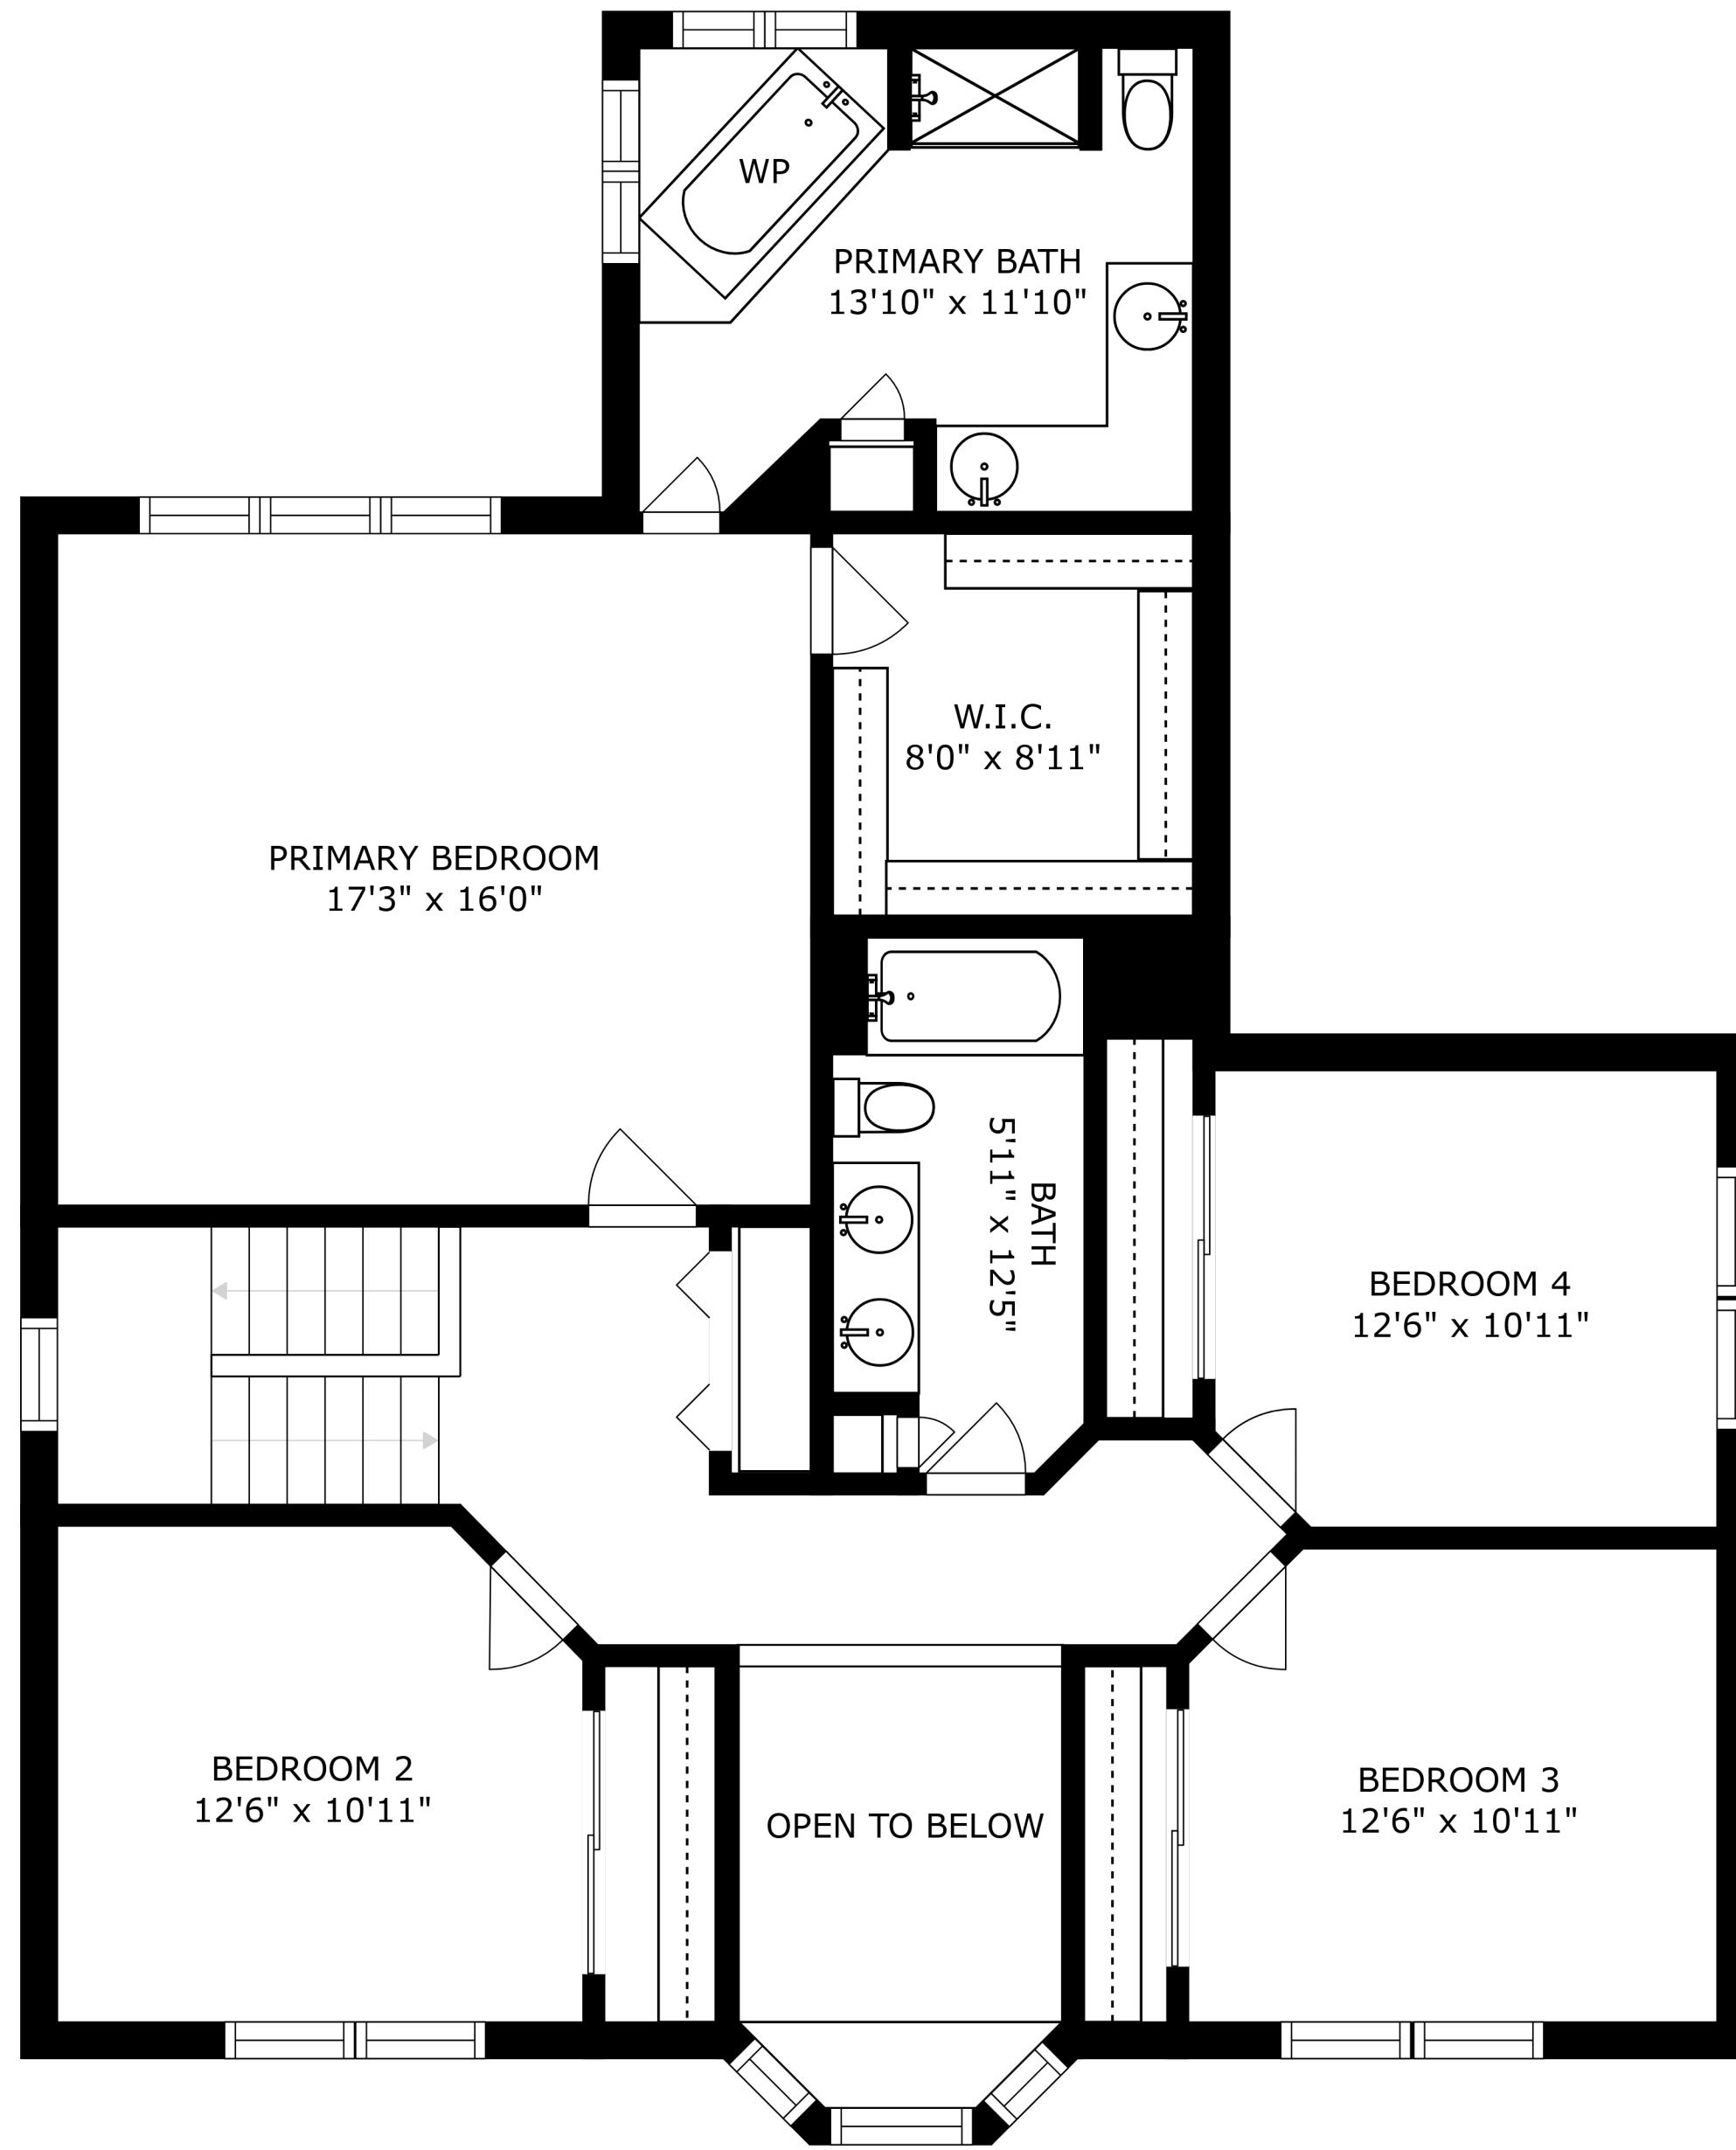 WP
PRIMARY BATH
13'10" x 11'10"
W.I.C.
8'0" x 8'11"
PRIMARY BEDROOM
17'3" x 16'0"
BATH
5'11" x 12'5"
BEDROOM 4
12'6" x 10'11"
BEDROOM 2
12'6" x 10'11"
BEDROOM 3
12'6" x 10'11"
OPEN TO BELOW